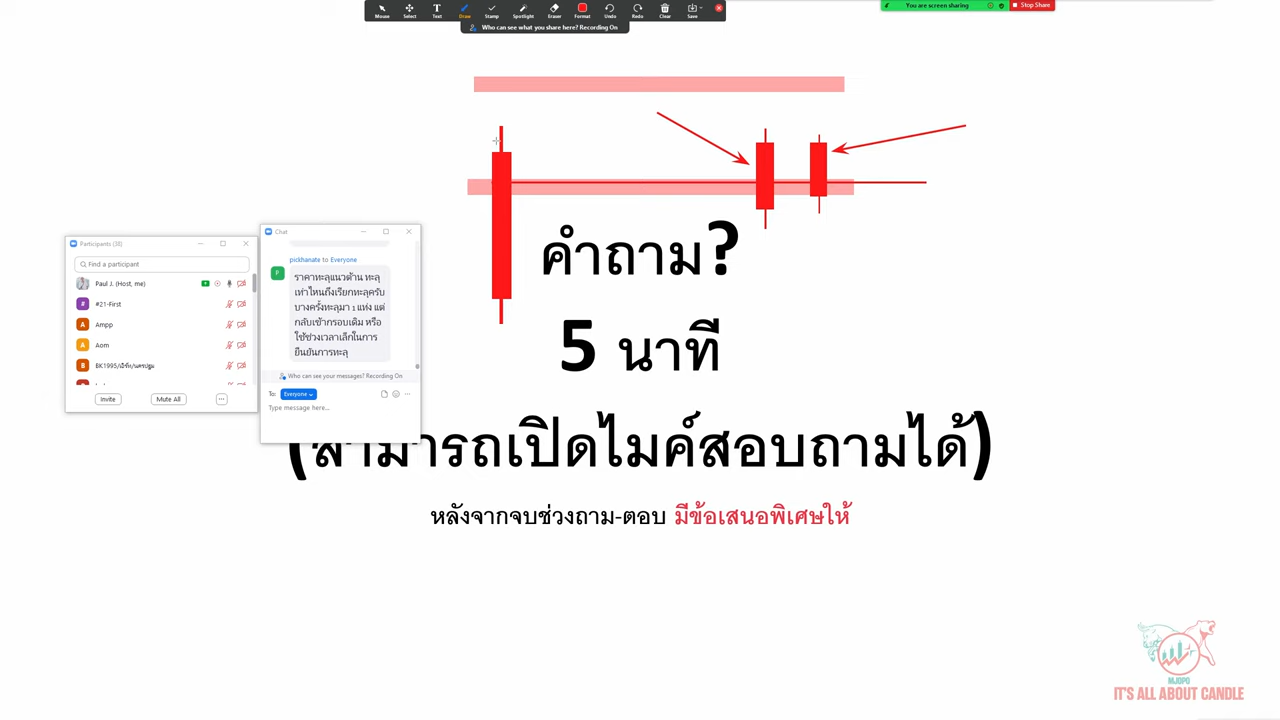 Mouse Select Text Draw Stamp Spotlight Eraser Format Undo Redo Clear Save
You are screen sharing Stop Share
Who can see what you share here? Recording On
คำถาม?
5 นาที
(สามารถเปิดไมค์สอบถามได้)
หลังจากจบช่วงถาม-ตอบ มีข้อเสนอพิเศษให้
Participants (38)
Find a participant
Paul J. (Host, me)
#21-First
A Ampp
A Aom
B BK1995/เอิร์ท/นครปฐม
Invite Mute All ...
Chat
pickhanate to Everyone
P
ราคาทะลุแนวต้าน ทะลุ
เท่าไหนถึงเรียกทะลุครับ
บางครั้งทะลุมา 1 แท่ง แต่
กลับเข้ากรอบเดิม หรือ
ใช้ช่วงเวลาเล็กในการ
ยืนยันการทะลุ
Who can see your messages? Recording On
To: Everyone
Type message here...
MJOPO
IT'S ALL ABOUT CANDLE